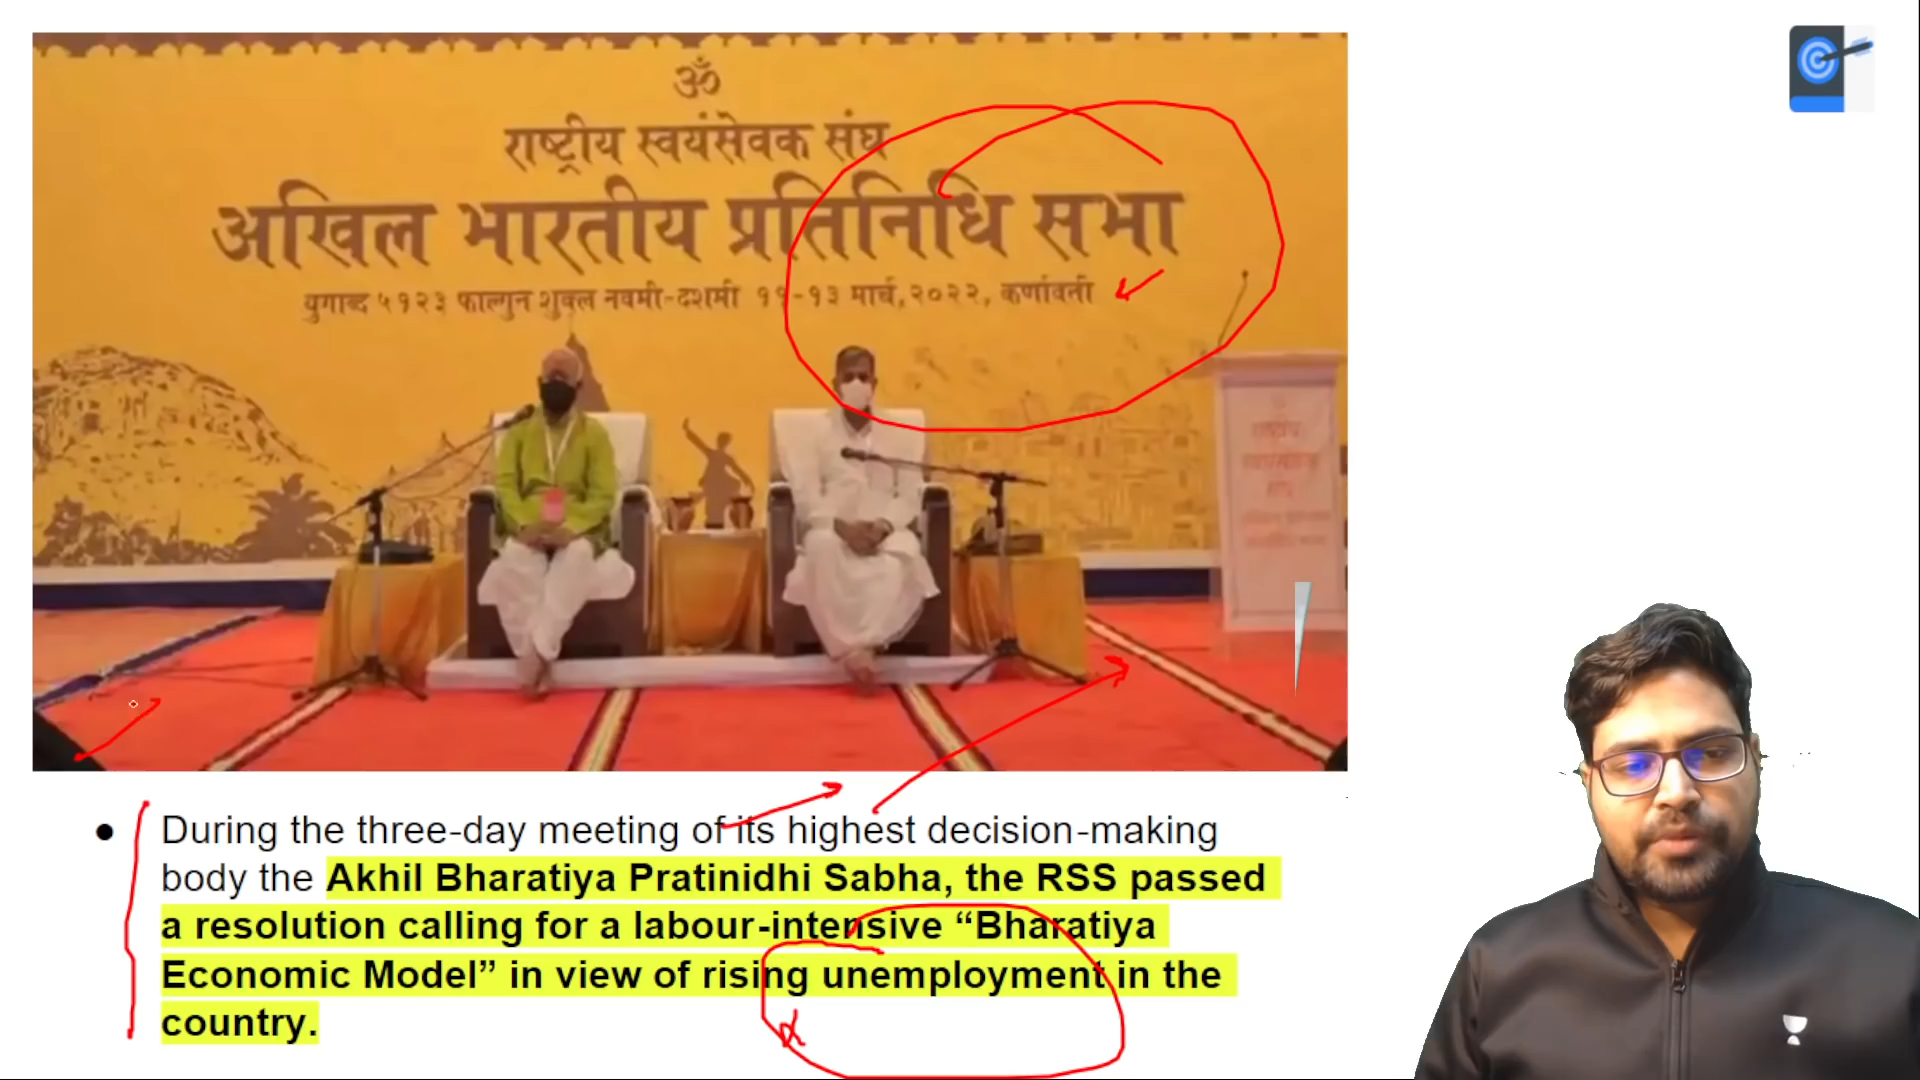 ॐ
राष्ट्रीय स्वयंसेवक संघ
अखिल भारतीय प्रतिनिधि सभा
युगाब्द ५१२३ फाल्गुन शुक्ल नवमी-दशमी ११-१३ मार्च, २०२२, कर्णावती
● During the three-day meeting of its highest decision-making
body the Akhil Bharatiya Pratinidhi Sabha, the RSS passed
a resolution calling for a labour-intensive “Bharatiya
Economic Model” in view of rising unemployment in the
country.